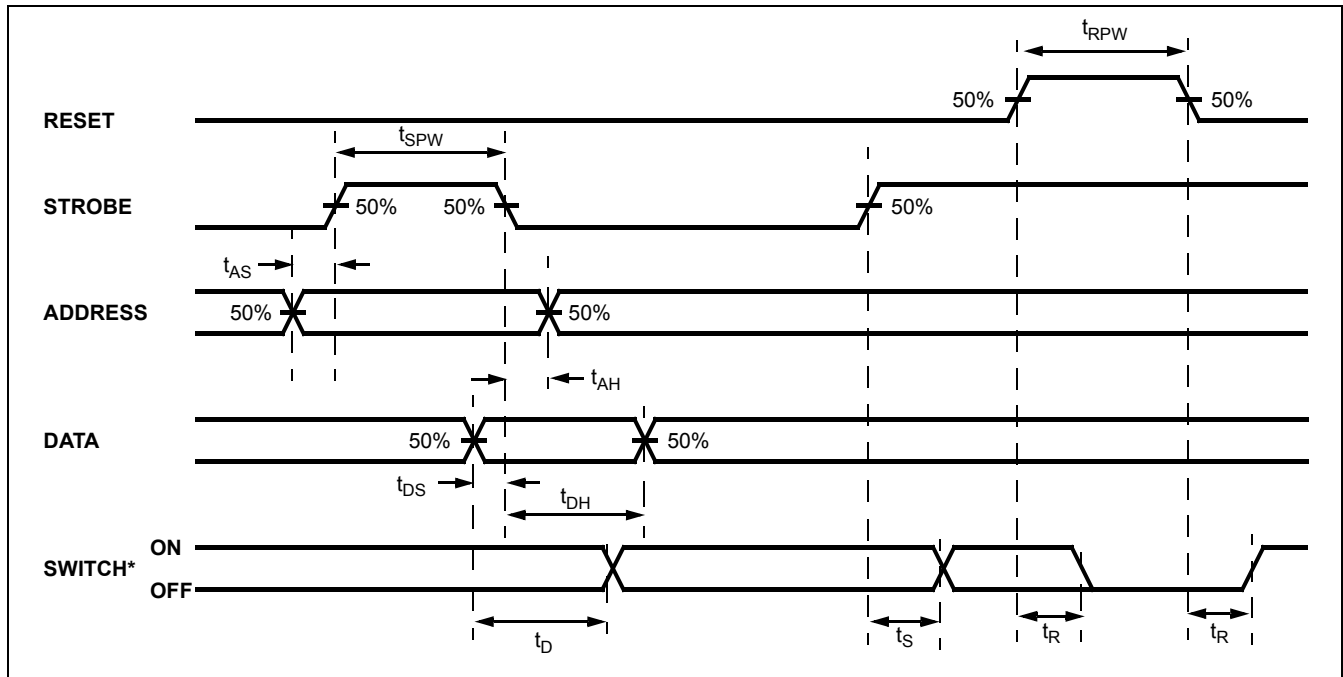 tRPW
50% 50%
RESET
tSPW
STROBE 50% 50% 50%
tAS
ADDRESS 50% 50%
tAH
DATA 50% 50%
tDS
tDH
ON
SWITCH*
OFF
tD tS tR tR